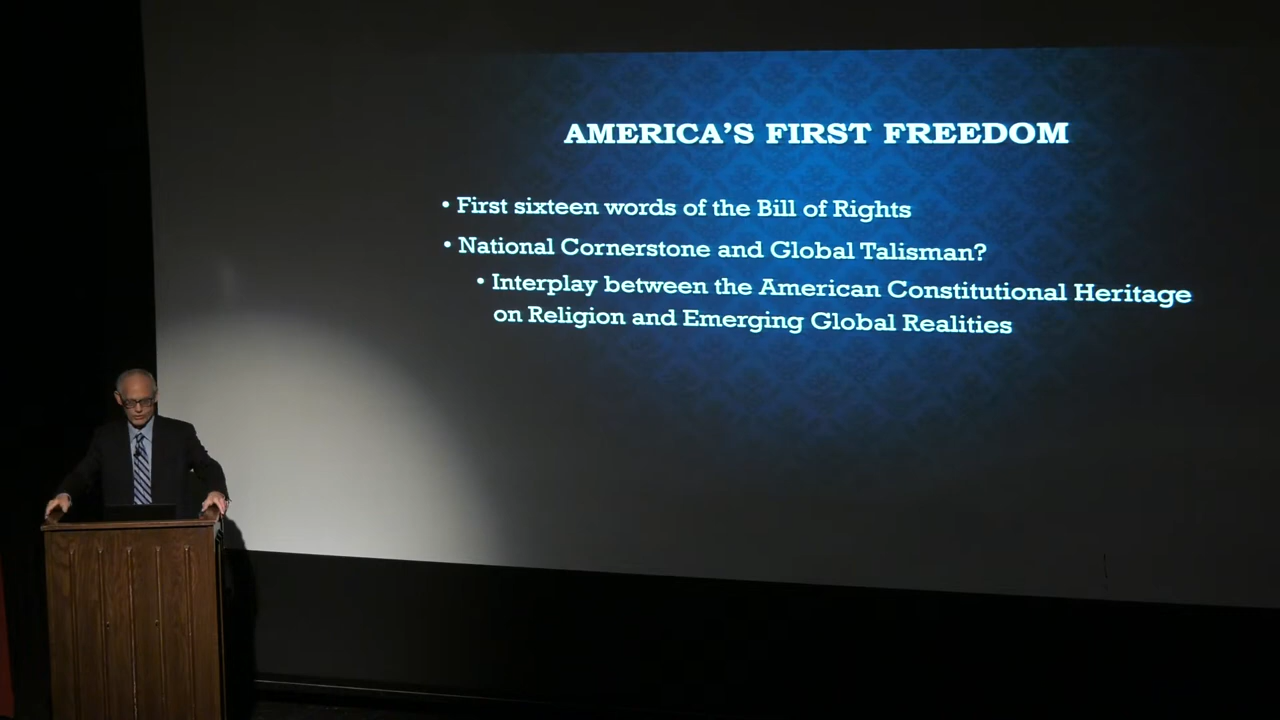 AMERICA'S FIRST FREEDOM
• First sixteen words of the Bill of Rights
• National Cornerstone and Global Talisman?
• Interplay between the American Constitutional Heritage
on Religion and Emerging Global Realities